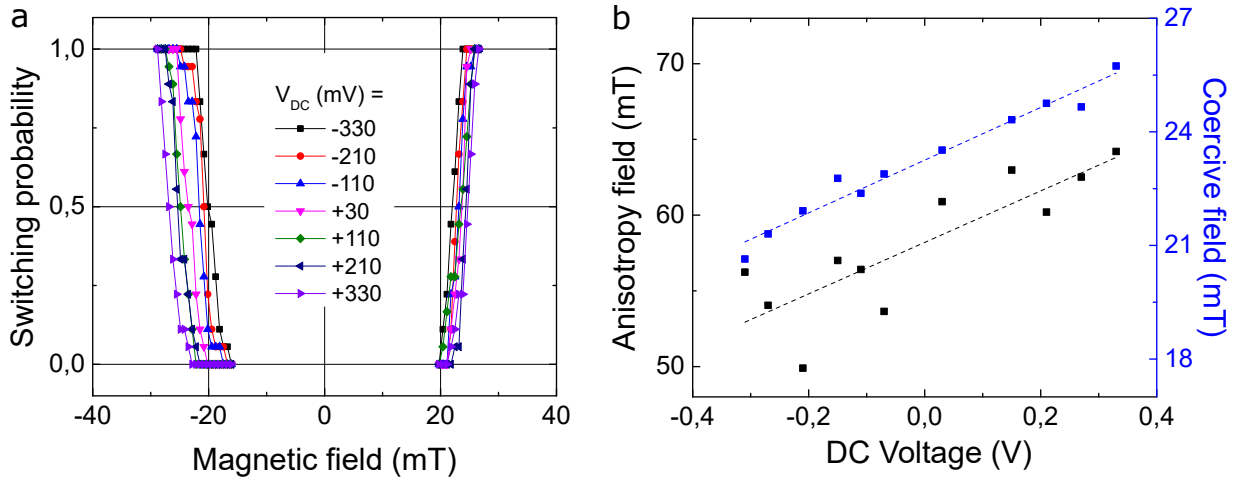 a
Switching probability
1,0
0,5
0,0
V_DC (mV) =
-330
-210
-110
+30
+110
+210
+330
-40 -20 0 20 40
Magnetic field (mT)
b
Anisotropy field (mT)
70
60
50
27
24
21
18
Coercive field (mT)
-0,4 -0,2 0,0 0,2 0,4
DC Voltage (V)